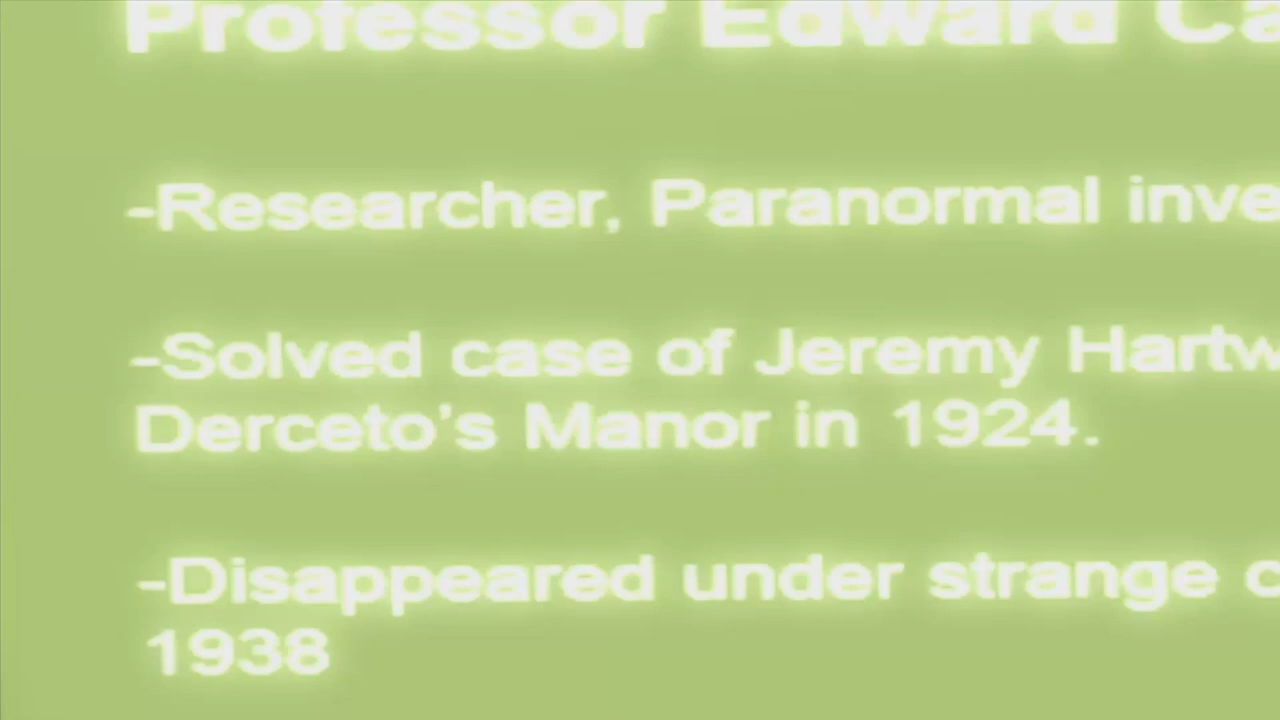 Professor Edward Ca
-Researcher, Paranormal inve
-Solved case of Jeremy Hartw
Derceto's Manor in 1924.
-Disappeared under strange c
1938